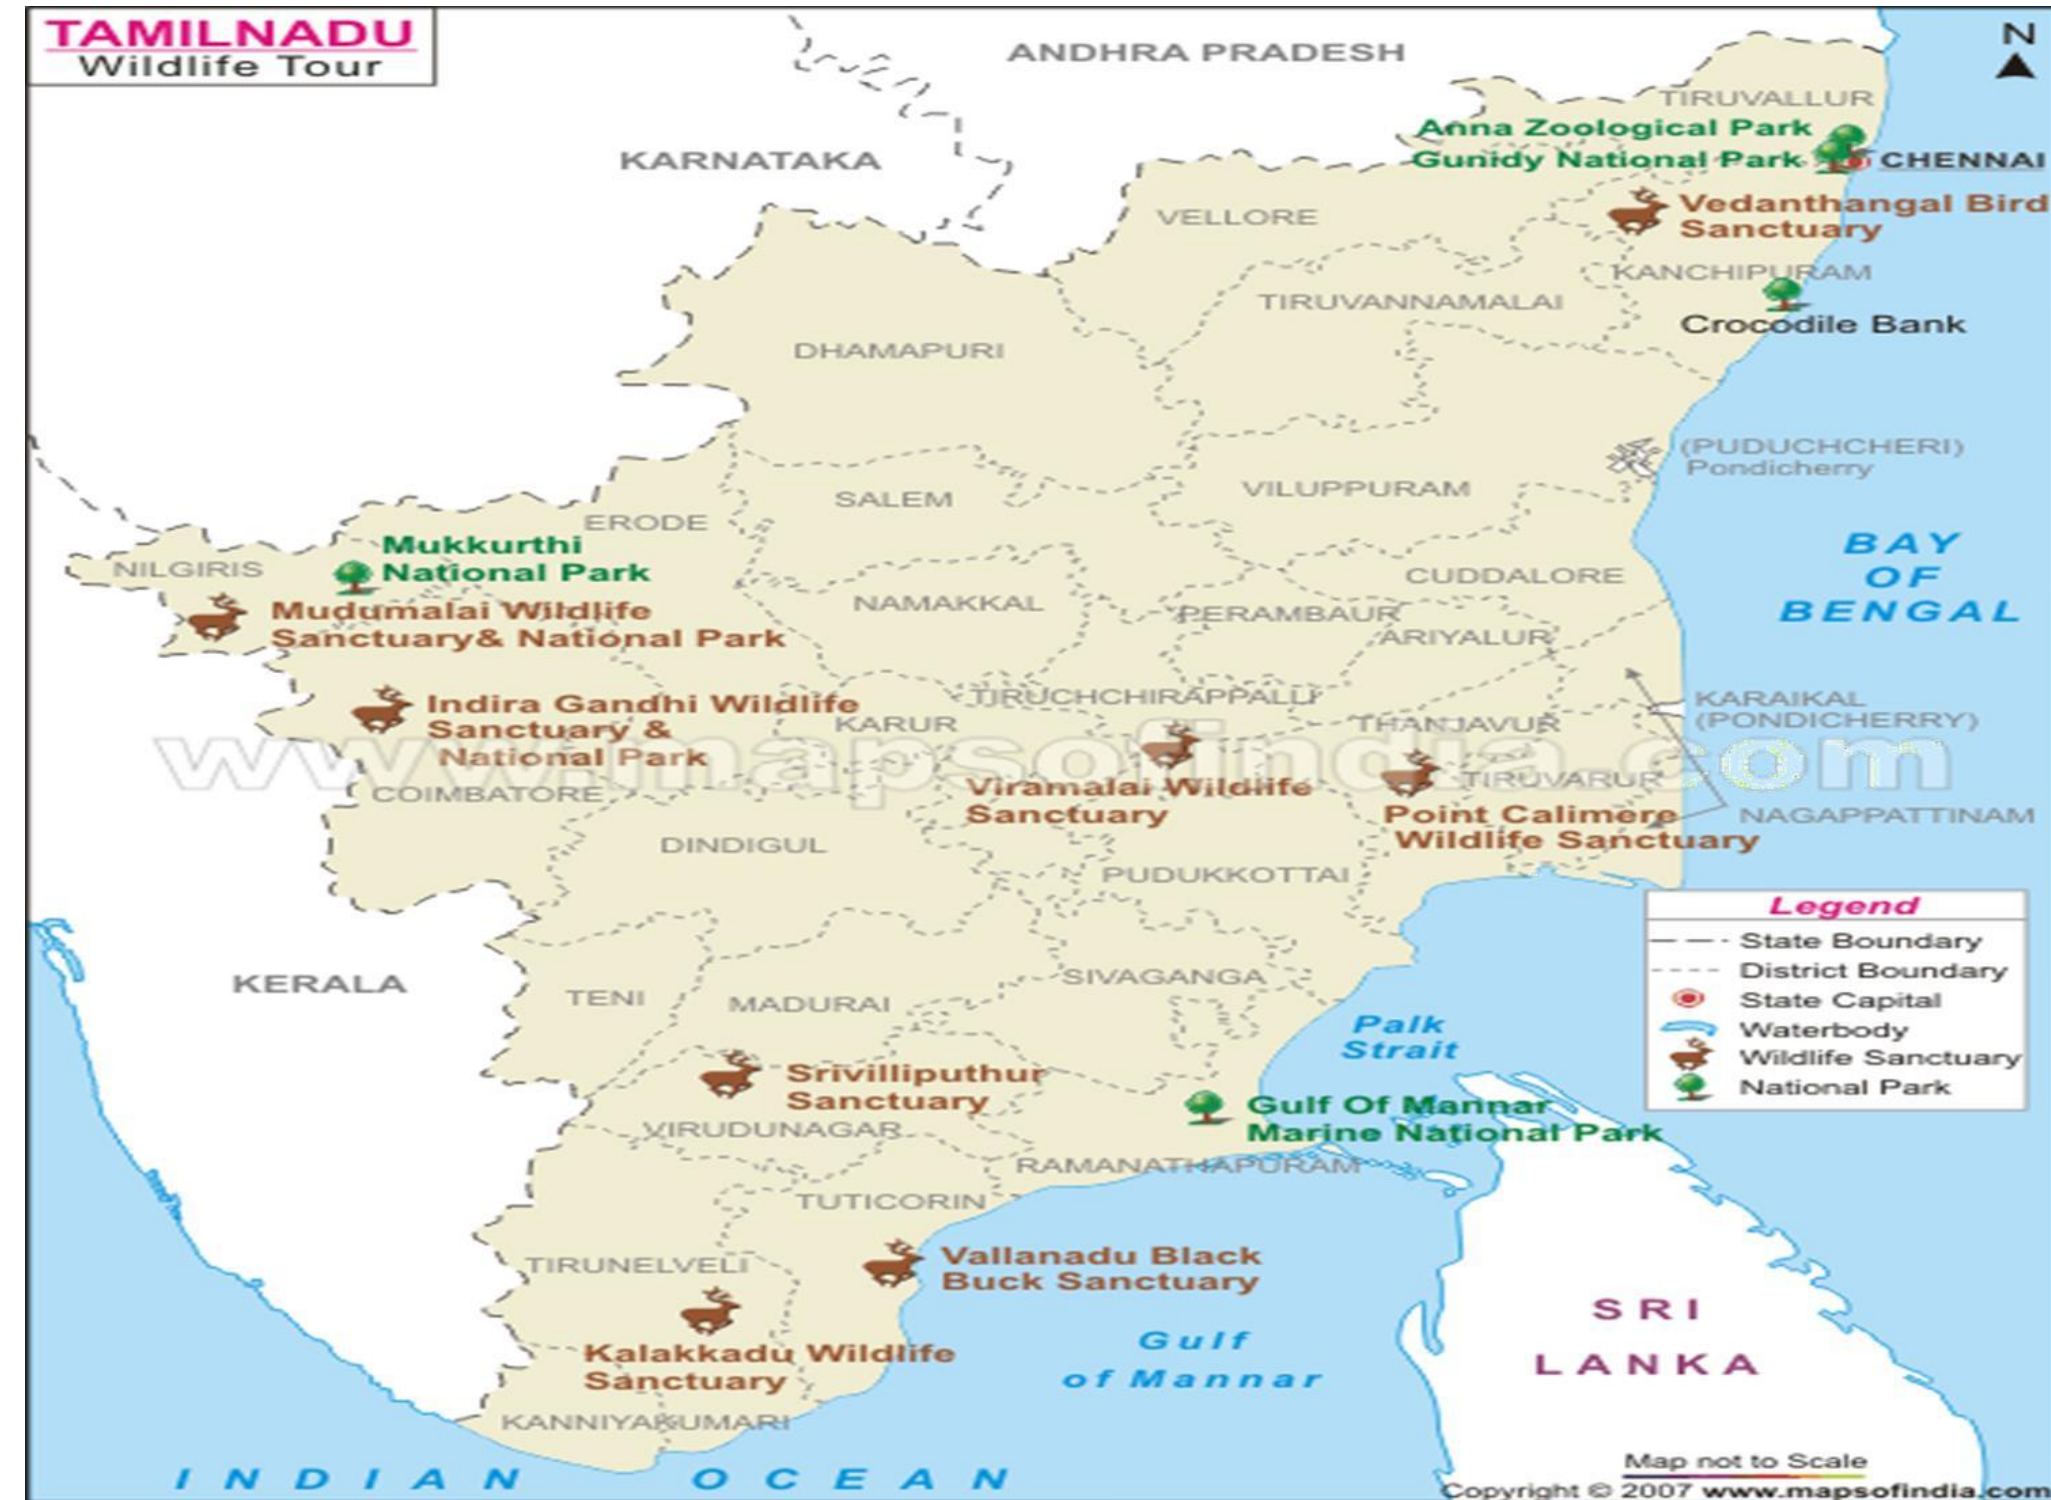 TAMILNADU
Wildlife Tour
N
ANDHRA PRADESH
KARNATAKA
TIRUVALLUR
Anna Zoological Park
Gunidy National Park
CHENNAI
VELLORE
Vedanthangal Bird
Sanctuary
KANCHIPURAM
TIRUVANNAMALAI
Crocodile Bank
DHAMAPURI
(PUDUCHCHERI)
Pondicherry
SALEM
VILUPPURAM
ERODE
Mukkurthi
National Park
NILGIRIS
BAY
OF
BENGAL
CUDDALORE
NAMAKKAL
PERAMBAUR
ARIYALUR
Mudumalai Wildlife
Sanctuary& National Park
TIRUCHCHIRAPPALLI
KARAIKAL
(PONDICHERRY)
Indira Gandhi Wildlife
Sanctuary &
National Park
KARUR
THANJAVUR
www.mapsofindia.com
COIMBATORE
TIRUVARUR
Viramalai Wildlife
Sanctuary
Point Calimere
Wildlife Sanctuary
NAGAPPATTINAM
DINDIGUL
PUDUKKOTTAI
Legend
State Boundary
District Boundary
State Capital
Waterbody
Wildlife Sanctuary
National Park
KERALA
TENI
MADURAI
SIVAGANGA
Palk
Strait
Srivilliputhur
Sanctuary
Gulf Of Mannar
Marine National Park
VIRUDUNAGAR
RAMANATHAPURAM
TUTICORIN
TIRUNELVELI
Vallanadu Black
Buck Sanctuary
Kalakkadu Wildlife
Sanctuary
Gulf
of Mannar
SRI
LANKA
KANNIYAKUMARI
INDIAN OCEAN
Map not to Scale
Copyright © 2007 www.mapsofindia.com